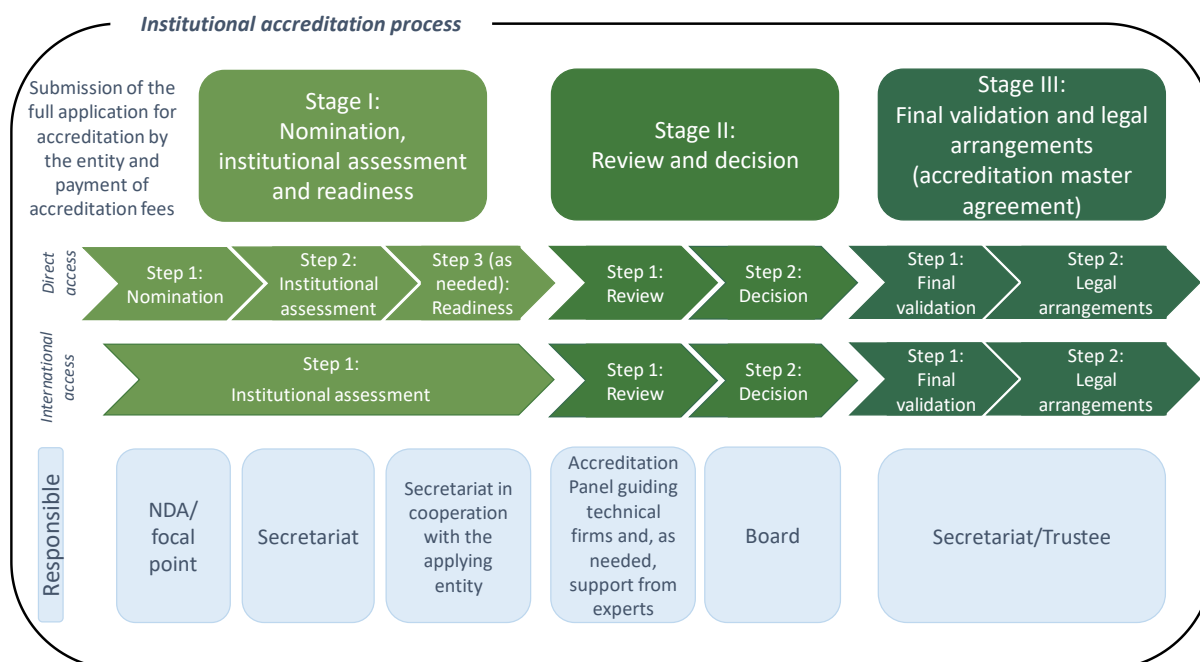 Institutional accreditation process
Submission of the
full application for
accreditation by
the entity and
payment of
accreditation fees
Stage I:
Nomination,
institutional assessment
and readiness
Stage II:
Review and decision
Stage III:
Final validation and legal
arrangements
(accreditation master
agreement)
Direct
access
Step 1:
Nomination
Step 2:
Institutional
assessment
Step 3 (as
needed):
Readiness
Step 1:
Review
Step 2:
Decision
Step 1:
Final
validation
Step 2:
Legal
arrangements
International
access
Step 1:
Institutional assessment
Step 1:
Review
Step 2:
Decision
Step 1:
Final
validation
Step 2:
Legal
arrangements
Responsible
NDA/
focal
point
Secretariat
Secretariat in
cooperation
with the
applying
entity
Accreditation
Panel guiding
technical
firms and, as
needed,
support from
experts
Board
Secretariat/Trustee